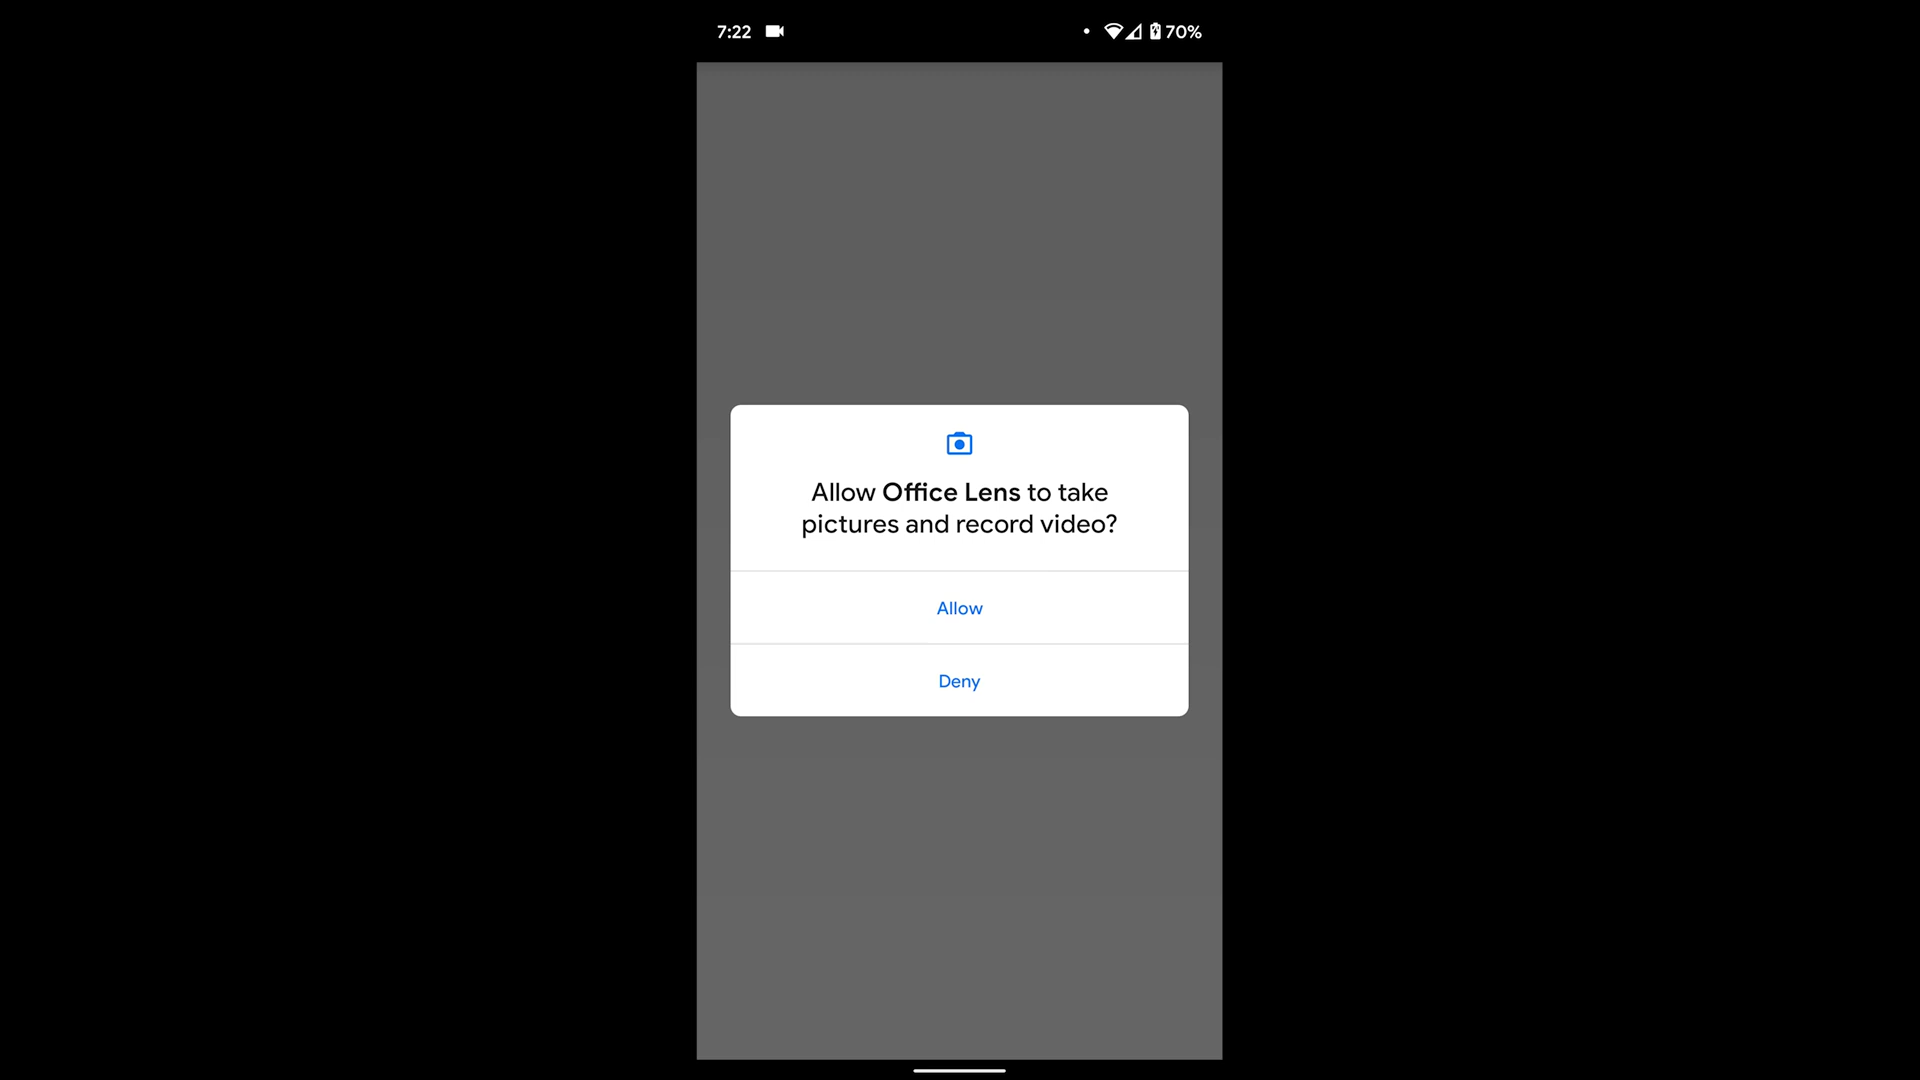 7:22
70%
Allow Office Lens to take
pictures and record video?
Allow
Deny